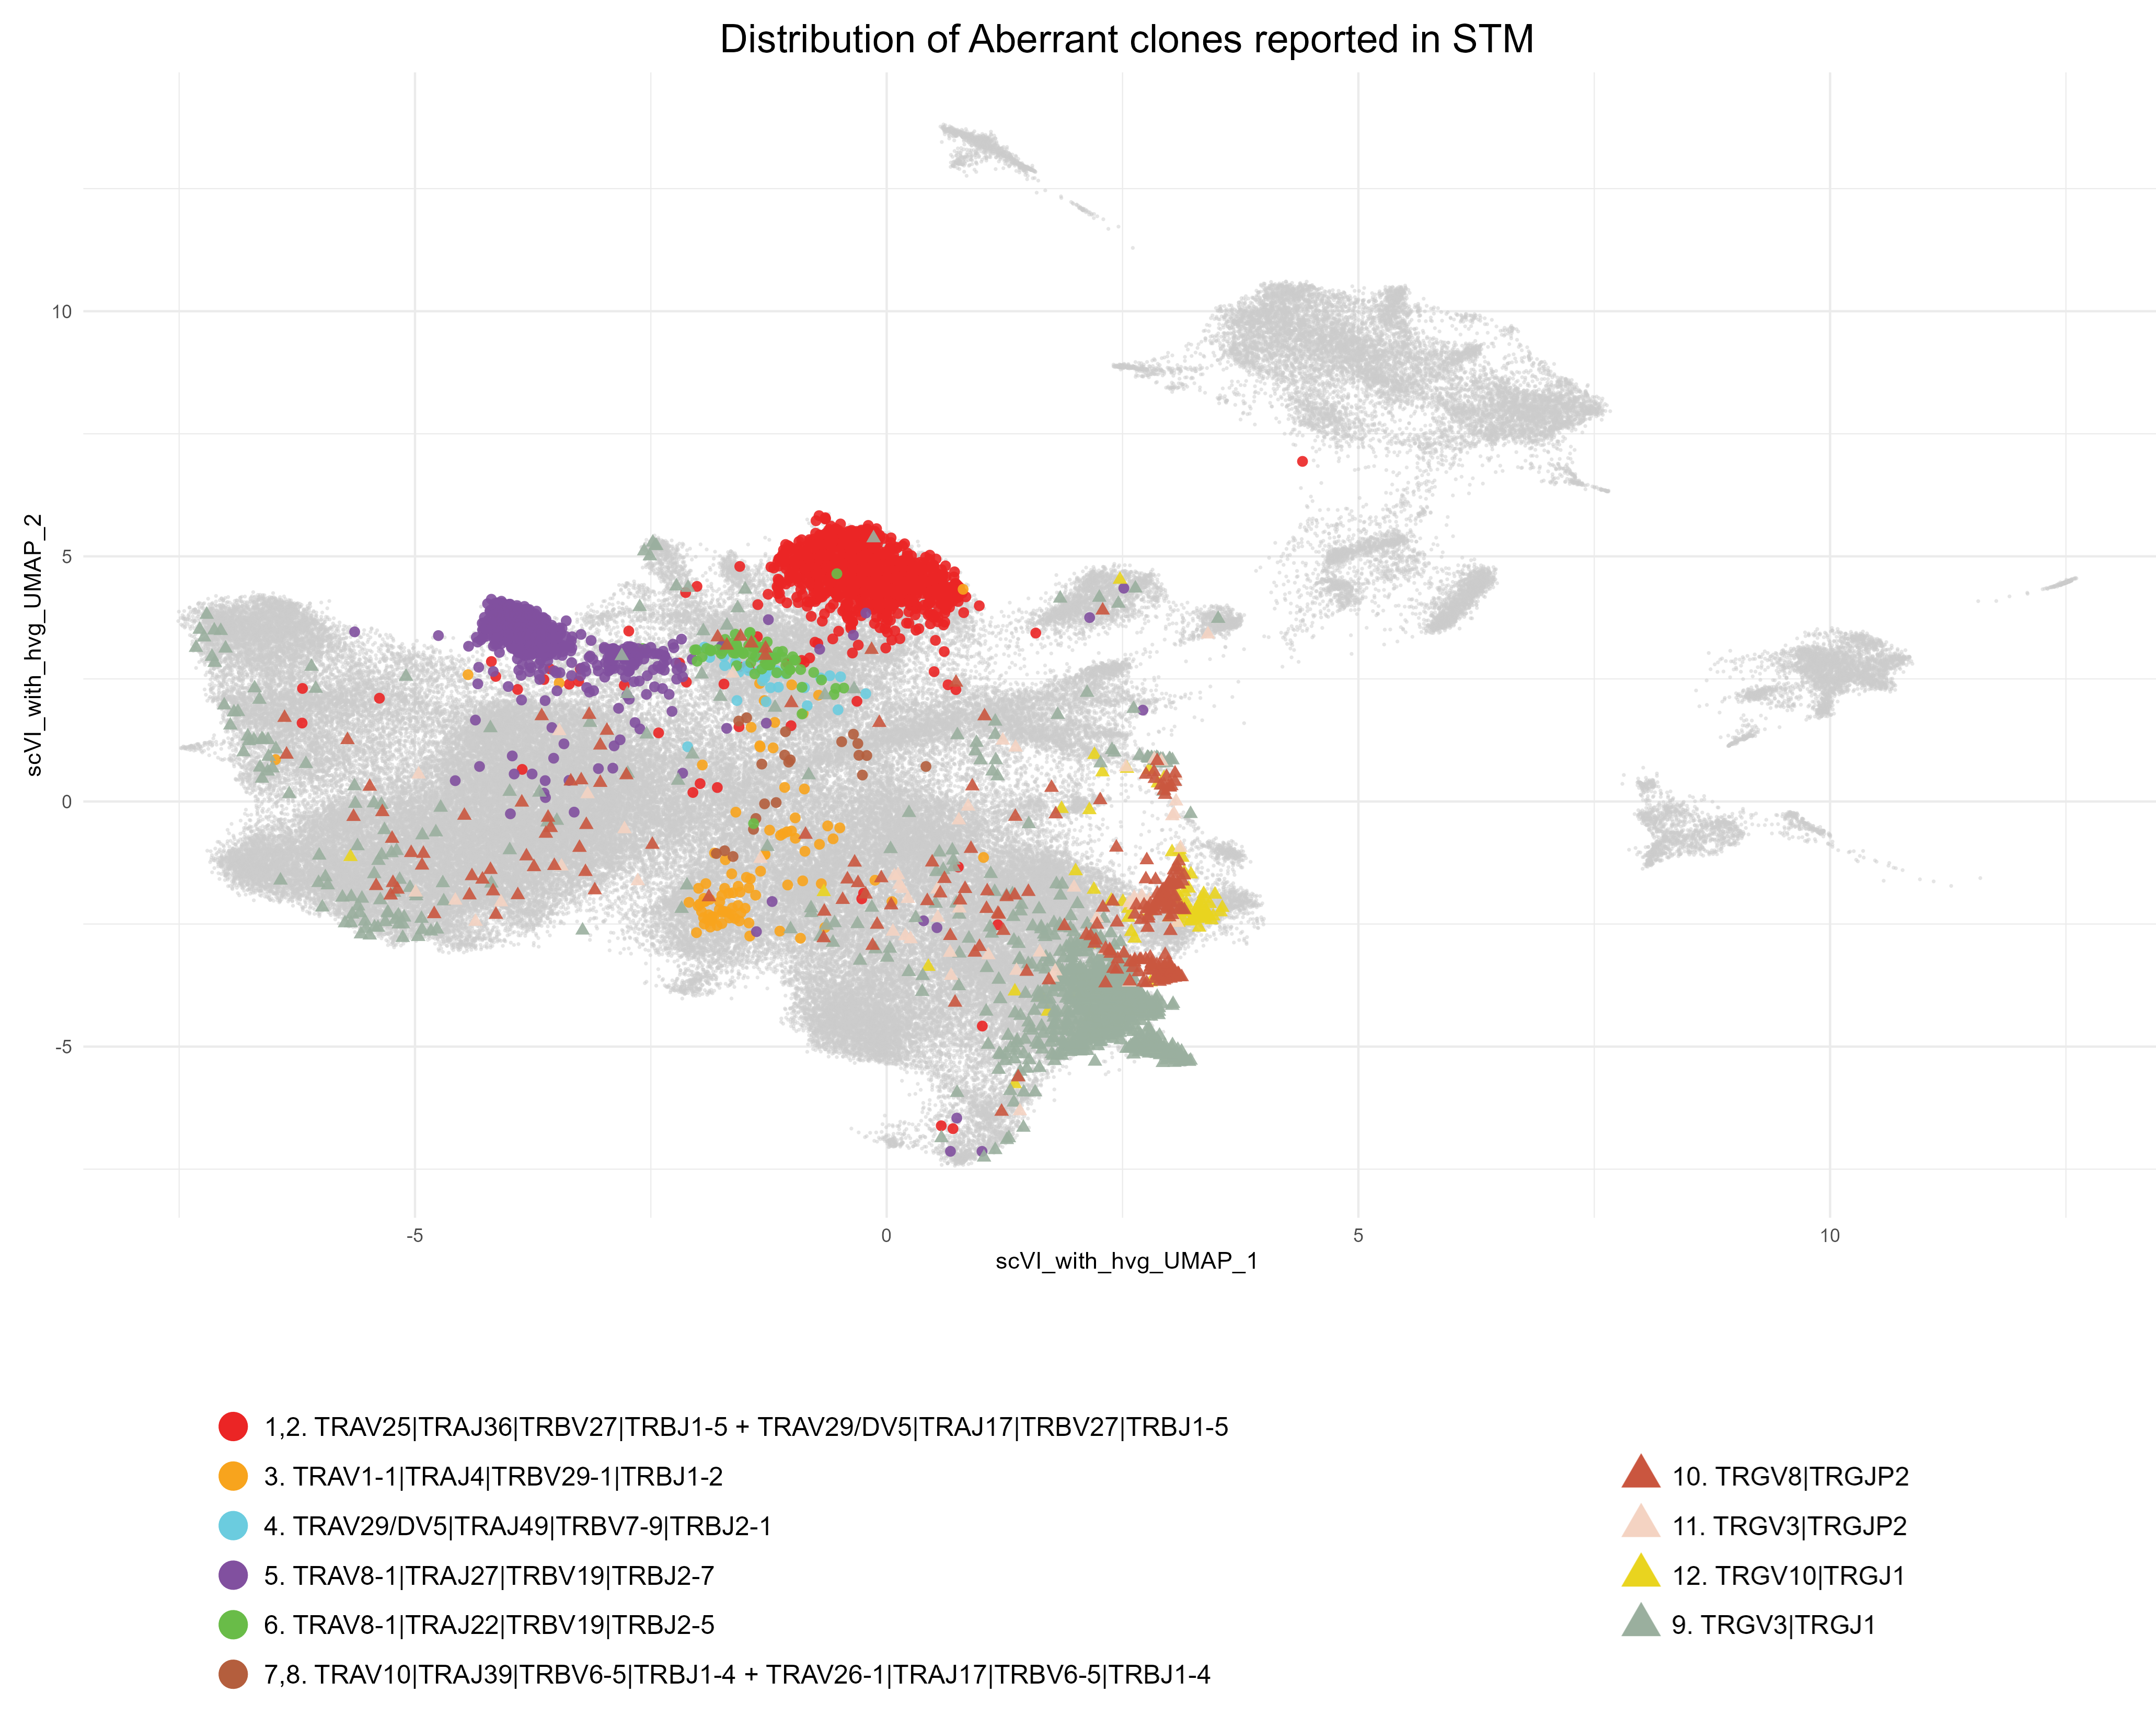 Distribution of Aberrant clones reported in STM
10
5
0
-5
scVI_with_hvg_UMAP_2
-5
0
5
10
scVI_with_hvg_UMAP_1
1,2. TRAV25|TRAJ36|TRBV27|TRBJ1-5 + TRAV29/DV5|TRAJ17|TRBV27|TRBJ1-5
3. TRAV1-1|TRAJ4|TRBV29-1|TRBJ1-2
4. TRAV29/DV5|TRAJ49|TRBV7-9|TRBJ2-1
5. TRAV8-1|TRAJ27|TRBV19|TRBJ2-7
6. TRAV8-1|TRAJ22|TRBV19|TRBJ2-5
7,8. TRAV10|TRAJ39|TRBV6-5|TRBJ1-4 + TRAV26-1|TRAJ17|TRBV6-5|TRBJ1-4
10. TRGV8|TRGJP2
11. TRGV3|TRGJP2
12. TRGV10|TRGJ1
9. TRGV3|TRGJ1